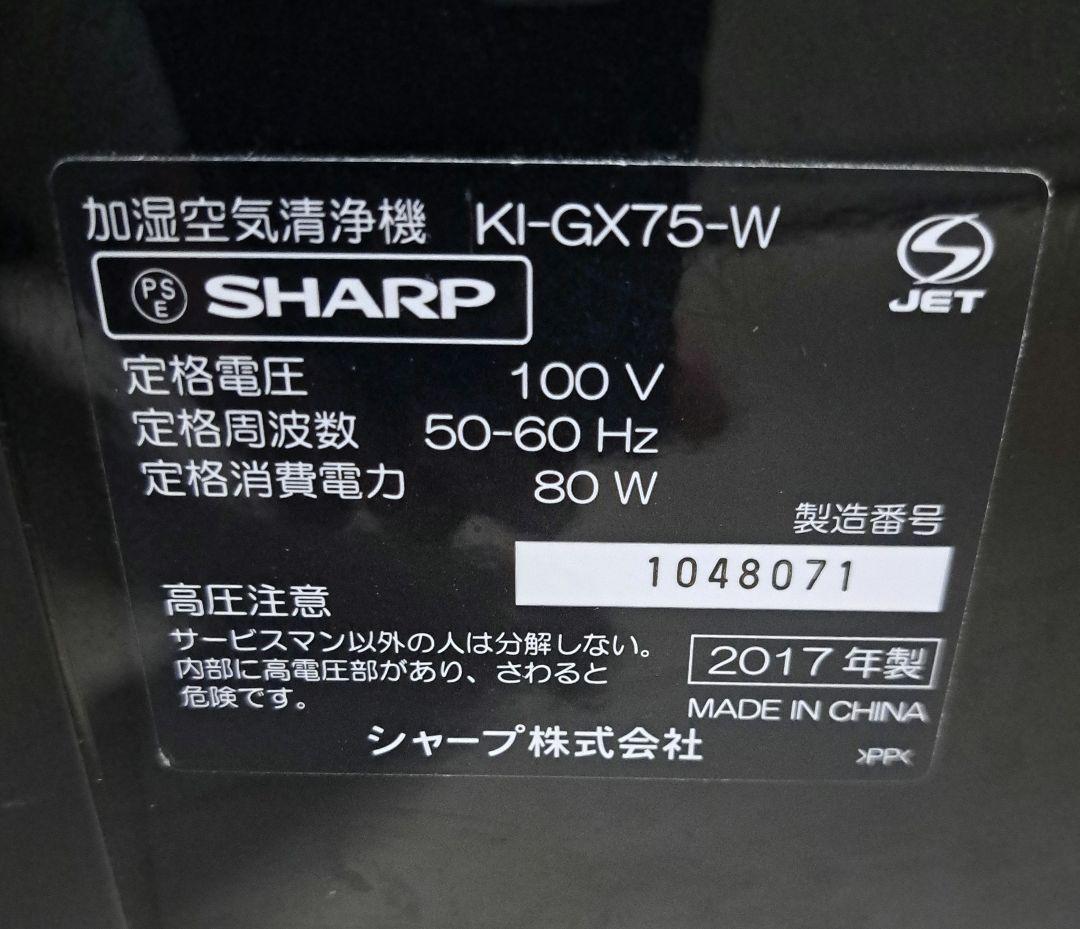 加湿空気清浄機 KI-GX75-W
PSE SHARP
JET
定格電圧 100 V
定格周波数 50-60 Hz
定格消費電力 80 W
製造番号
1048071
高圧注意
サービスマン以外の人は分解しない。
内部に高電圧部があり、さわると
危険です。
2017年製
MADE IN CHINA
シャープ株式会社
>PP<